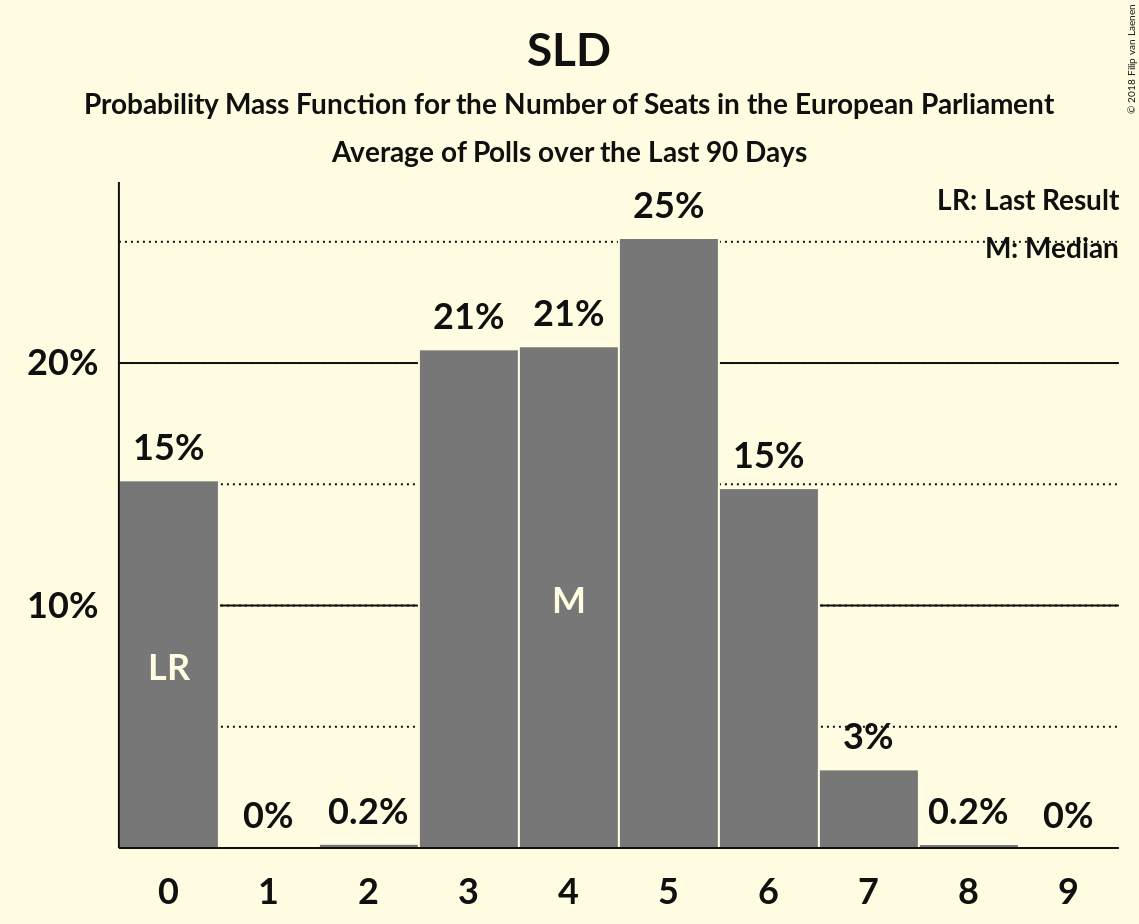 SLD
Probability Mass Function for the Number of Seats in the European Parliament
Average of Polls over the Last 90 Days
© 2018 Filip van Laenen
LR: Last Result
M: Median
25%
21%
21%
20%
15%
15%
10%
M
LR
3%
0%
0.2%
0.2%
0%
0 1 2 3 4 5 6 7 8 9